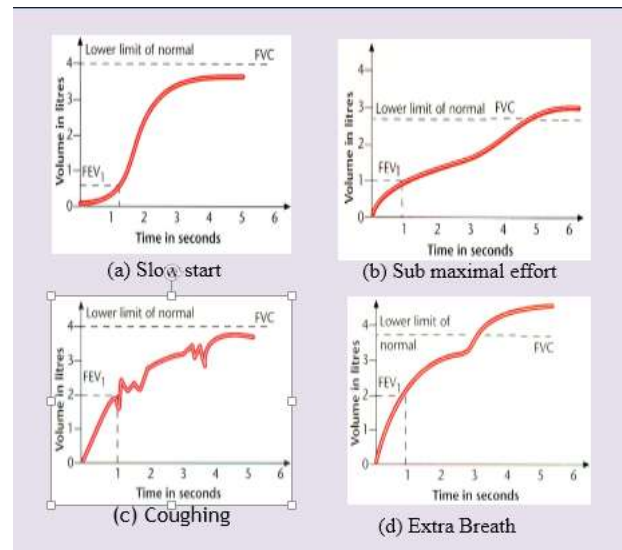 Lower limit of normal FVC
4
3
2
1
0
FEV1
Volume in litres
1 2 3 4 5 6
Time in seconds
(a) Slow start
4
3
2
1
0
Lower limit of normal FVC
FEV1
Volume in litres
1 2 3 4 5 6
Time in seconds
(b) Sub maximal effort
Lower limit of normal FVC
4
3
2
1
0
FEV1
Volume in litres
1 2 3 4 5 6
Time in seconds
(c) Coughing
4
3
2
1
0
Lower limit of
normal FVC
FEV1
Volume in litres
1 2 3 4 5 6
Time in seconds
(d) Extra Breath